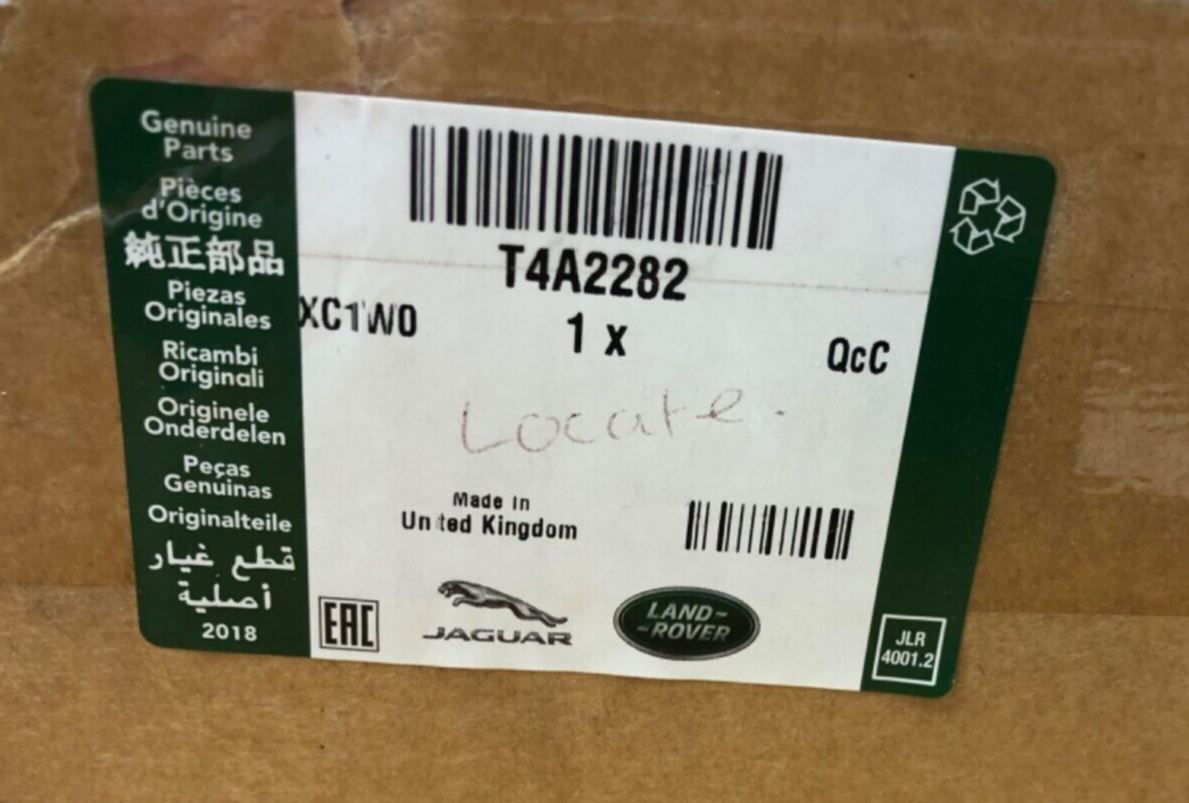 Genuine
Parts
Pièces
d'Origine
純正部品
Piezas
Originales
Ricambi
Originali
Originele
Onderdelen
Peças
Genuinas
Originalteile
قطع غيار
أصلية
2018
T4A2282
XC1W0
1 x
QcC
Locate.
Made in
United Kingdom
EAC
JAGUAR
LAND-
-ROVER
JLR
4001.2